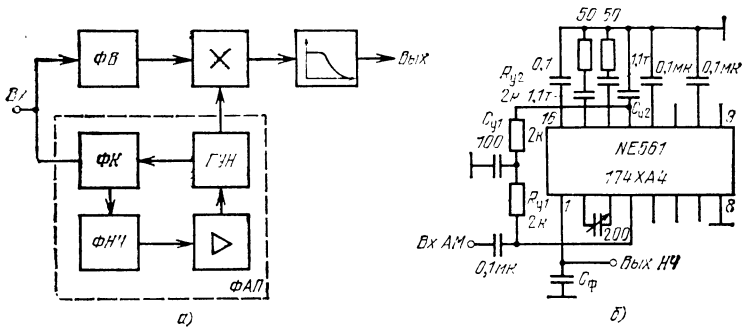 Вх
ФВ
×
Вых
ФК
ГУН
ФНЧ
ФАП
а)
50 50
0,1
Rу2
2к
1,1т
1,1т
0,1мк
0,1мк
Cу1
100
2к
Cу2
16
9
NE561
174ХА4
Rу1
2к
1
8
200
Вх АМ
0,1мк
Вых НЧ
Cф
б)